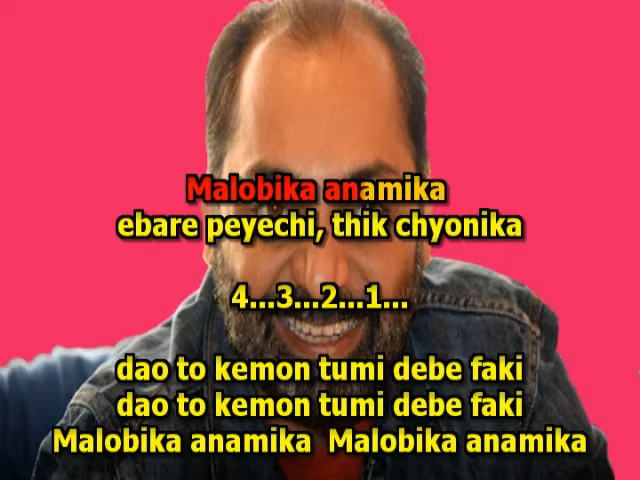 Malobika anamika
ebare peyechi, thik chyonika
4...3...2...1...
dao to kemon tumi debe faki
dao to kemon tumi debe faki
Malobika anamika  Malobika anamika